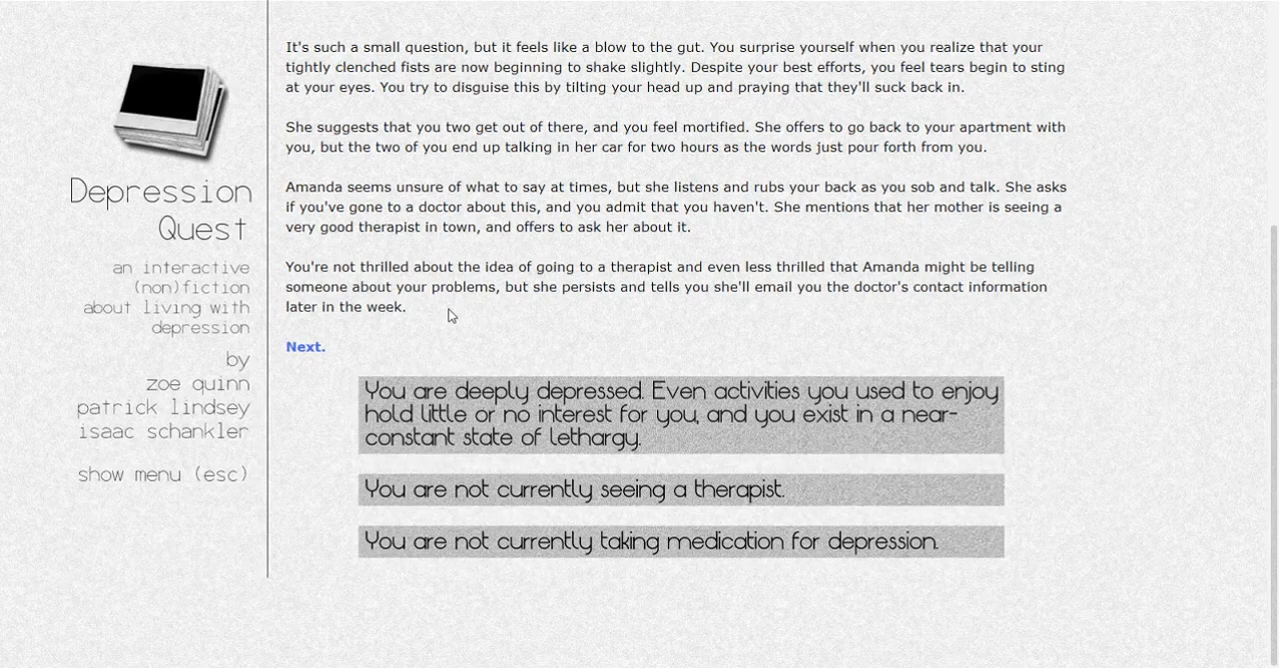 It's such a small question, but it feels like a blow to the gut. You surprise yourself when you realize that your
tightly clenched fists are now beginning to shake slightly. Despite your best efforts, you feel tears begin to sting
at your eyes. You try to disguise this by tilting your head up and praying that they'll suck back in.
She suggests that you two get out of there, and you feel mortified. She offers to go back to your apartment with
you, but the two of you end up talking in her car for two hours as the words just pour forth from you.
Amanda seems unsure of what to say at times, but she listens and rubs your back as you sob and talk. She asks
if you've gone to a doctor about this, and you admit that you haven't. She mentions that her mother is seeing a
very good therapist in town, and offers to ask her about it.
You're not thrilled about the idea of going to a therapist and even less thrilled that Amanda might be telling
someone about your problems, but she persists and tells you she'll email you the doctor's contact information
later in the week.
Next.
You are deeply depressed. Even activities you used to enjoy
hold little or no interest for you, and you exist in a near-
constant state of lethargy.
You are not currently seeing a therapist.
You are not currently taking medication for depression.
Depression
Quest
an interactive
(non)fiction
about living with
depression
by
zoe quinn
patrick lindsey
isaac schankler
show menu (esc)